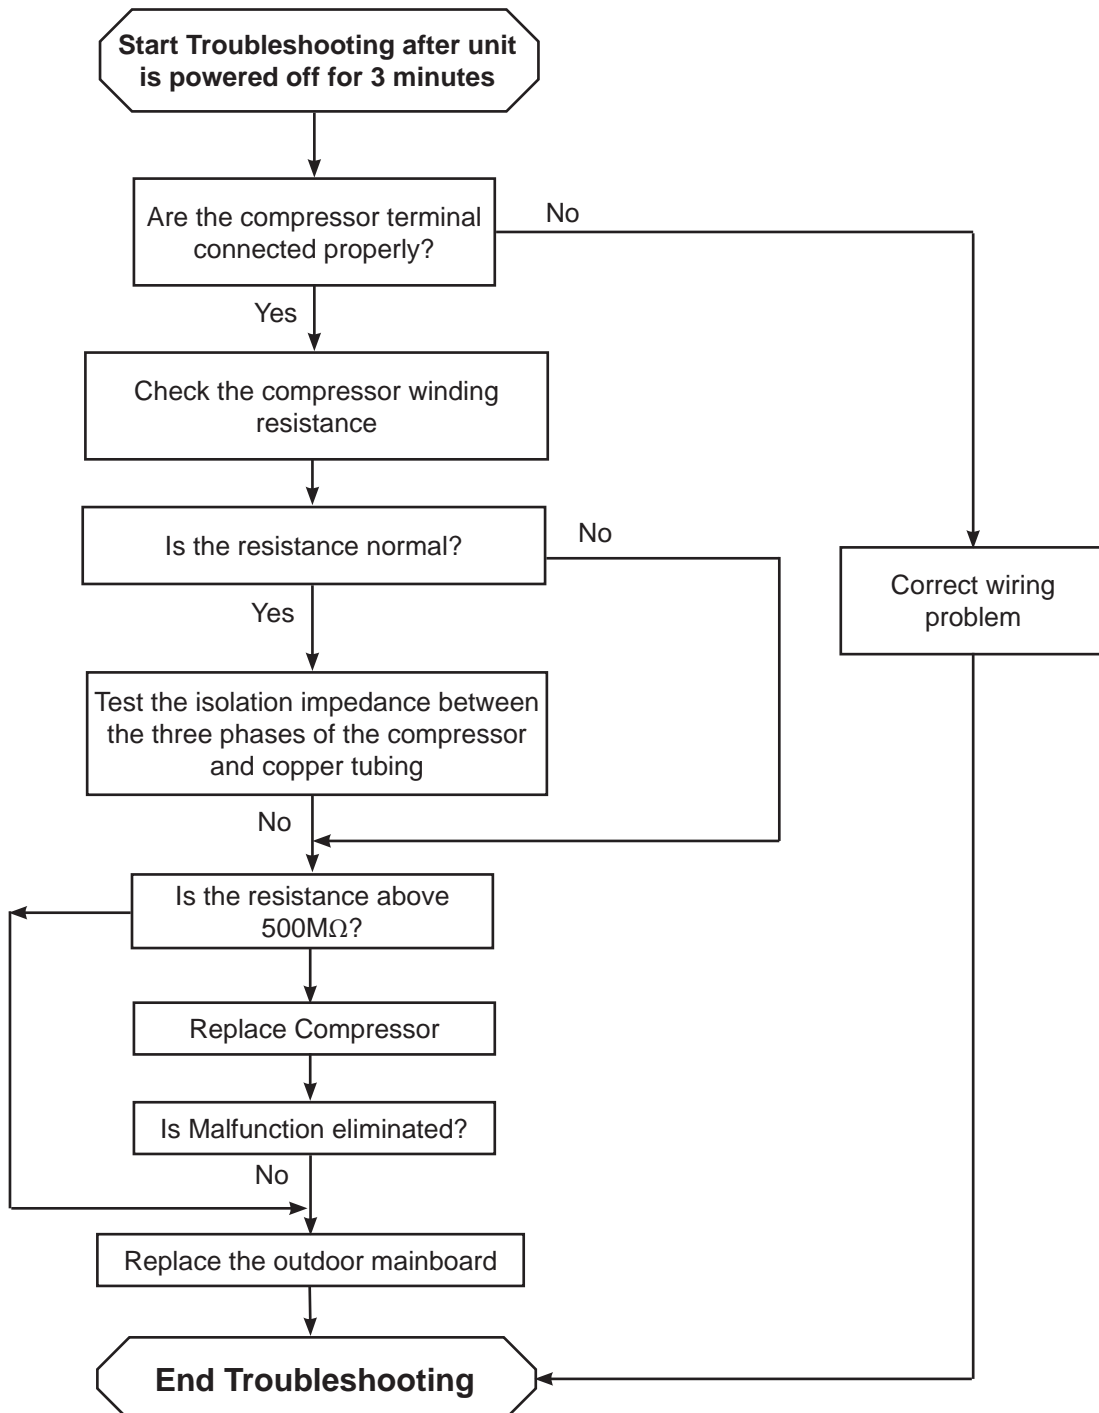 Start Troubleshooting after unit
is powered off for 3 minutes
Are the compressor terminal
connected properly?
No
Yes
Check the compressor winding
resistance
Is the resistance normal?
No
Yes
Correct wiring
problem
Test the isolation impedance between
the three phases of the compressor
and copper tubing
No
Is the resistance above
500MΩ?
Replace Compressor
Is Malfunction eliminated?
No
Replace the outdoor mainboard
End Troubleshooting